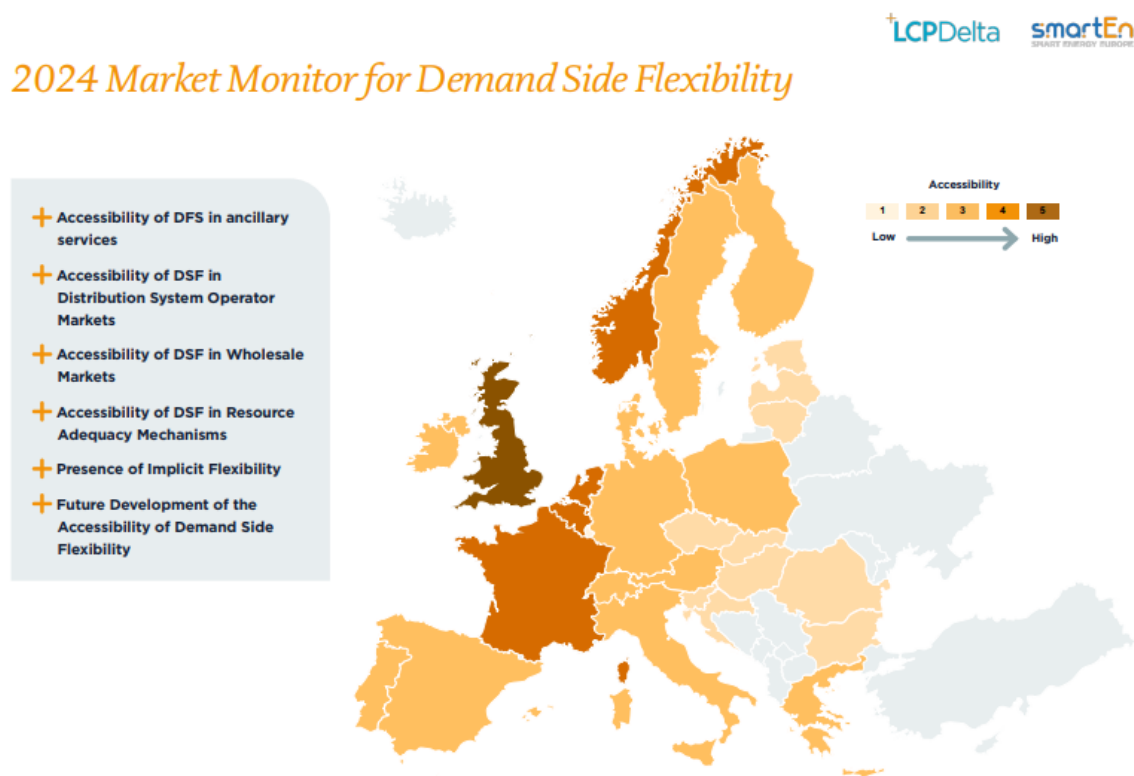 LCPDelta
smartEn
SMART ENERGY EUROPE
2024 Market Monitor for Demand Side Flexibility
Accessibility of DFS in ancillary
services
Accessibility of DSF in
Distribution System Operator
Markets
Accessibility of DSF in Wholesale
Markets
Accessibility of DSF in Resource
Adequacy Mechanisms
Presence of Implicit Flexibility
Future Development of the
Accessibility of Demand Side
Flexibility
Accessibility
1 2 3 4 5
Low High